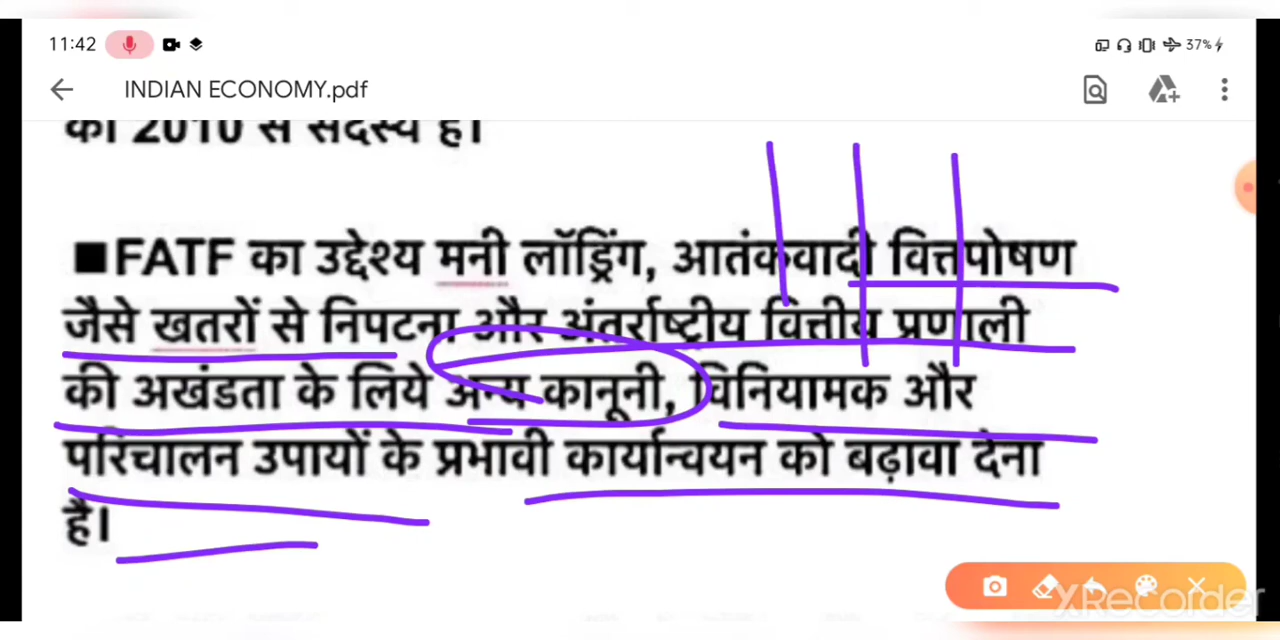 11:42
37%
INDIAN ECONOMY.pdf
का 2010 से सदस्य है।
■FATF का उद्देश्य मनी लॉड्रिंग, आतंकवादी वित्तपोषण
जैसे खतरों से निपटना और अंतर्राष्ट्रीय वित्तीय प्रणाली
की अखंडता के लिये अन्य कानूनी, विनियामक और
परिचालन उपायों के प्रभावी कार्यान्वयन को बढ़ावा देना
है।
XRecorder